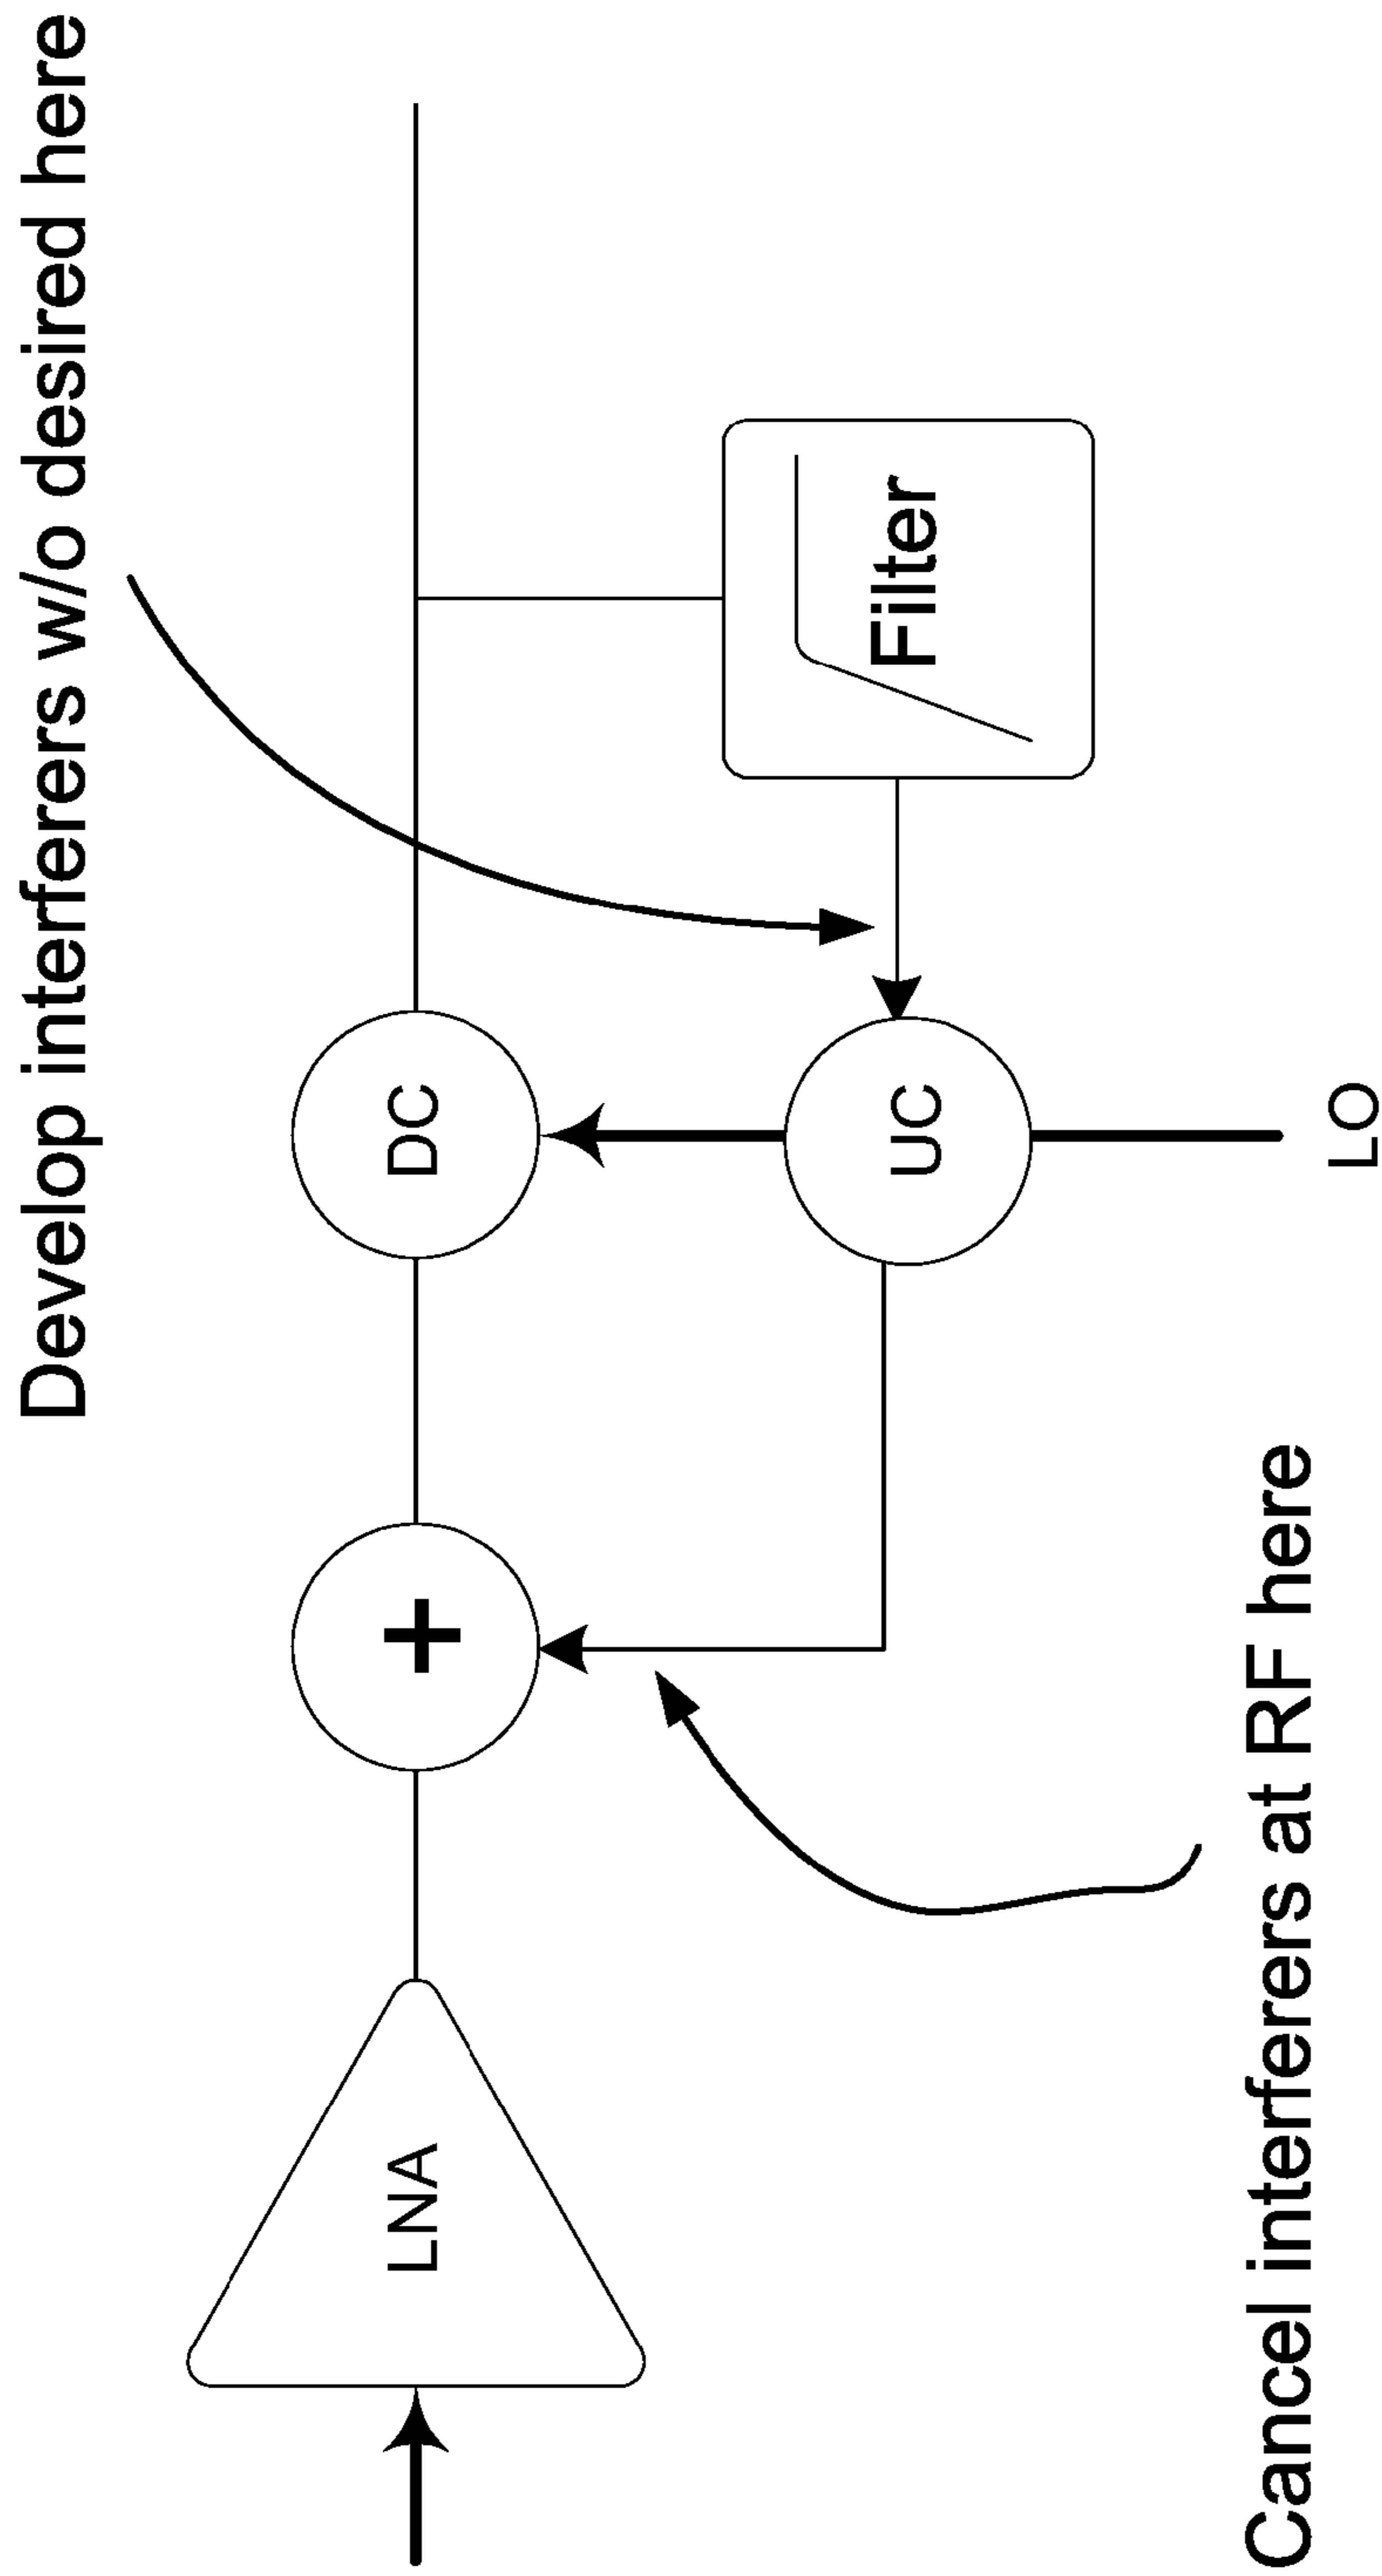 Develop interferers w/o desired here
LNA
+
DC
UC
Filter
LO
Cancel interferers at RF here